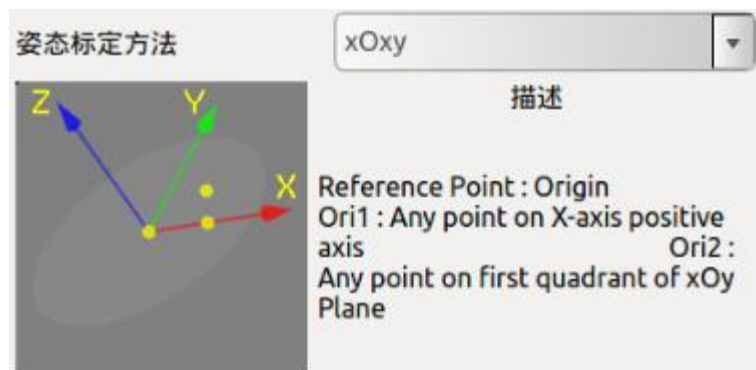 姿态标定方法
xOxy
描述
Z
Y
X
Reference Point : Origin
Ori1 : Any point on X-axis positive
axis Ori2 :
Any point on first quadrant of xOy
Plane